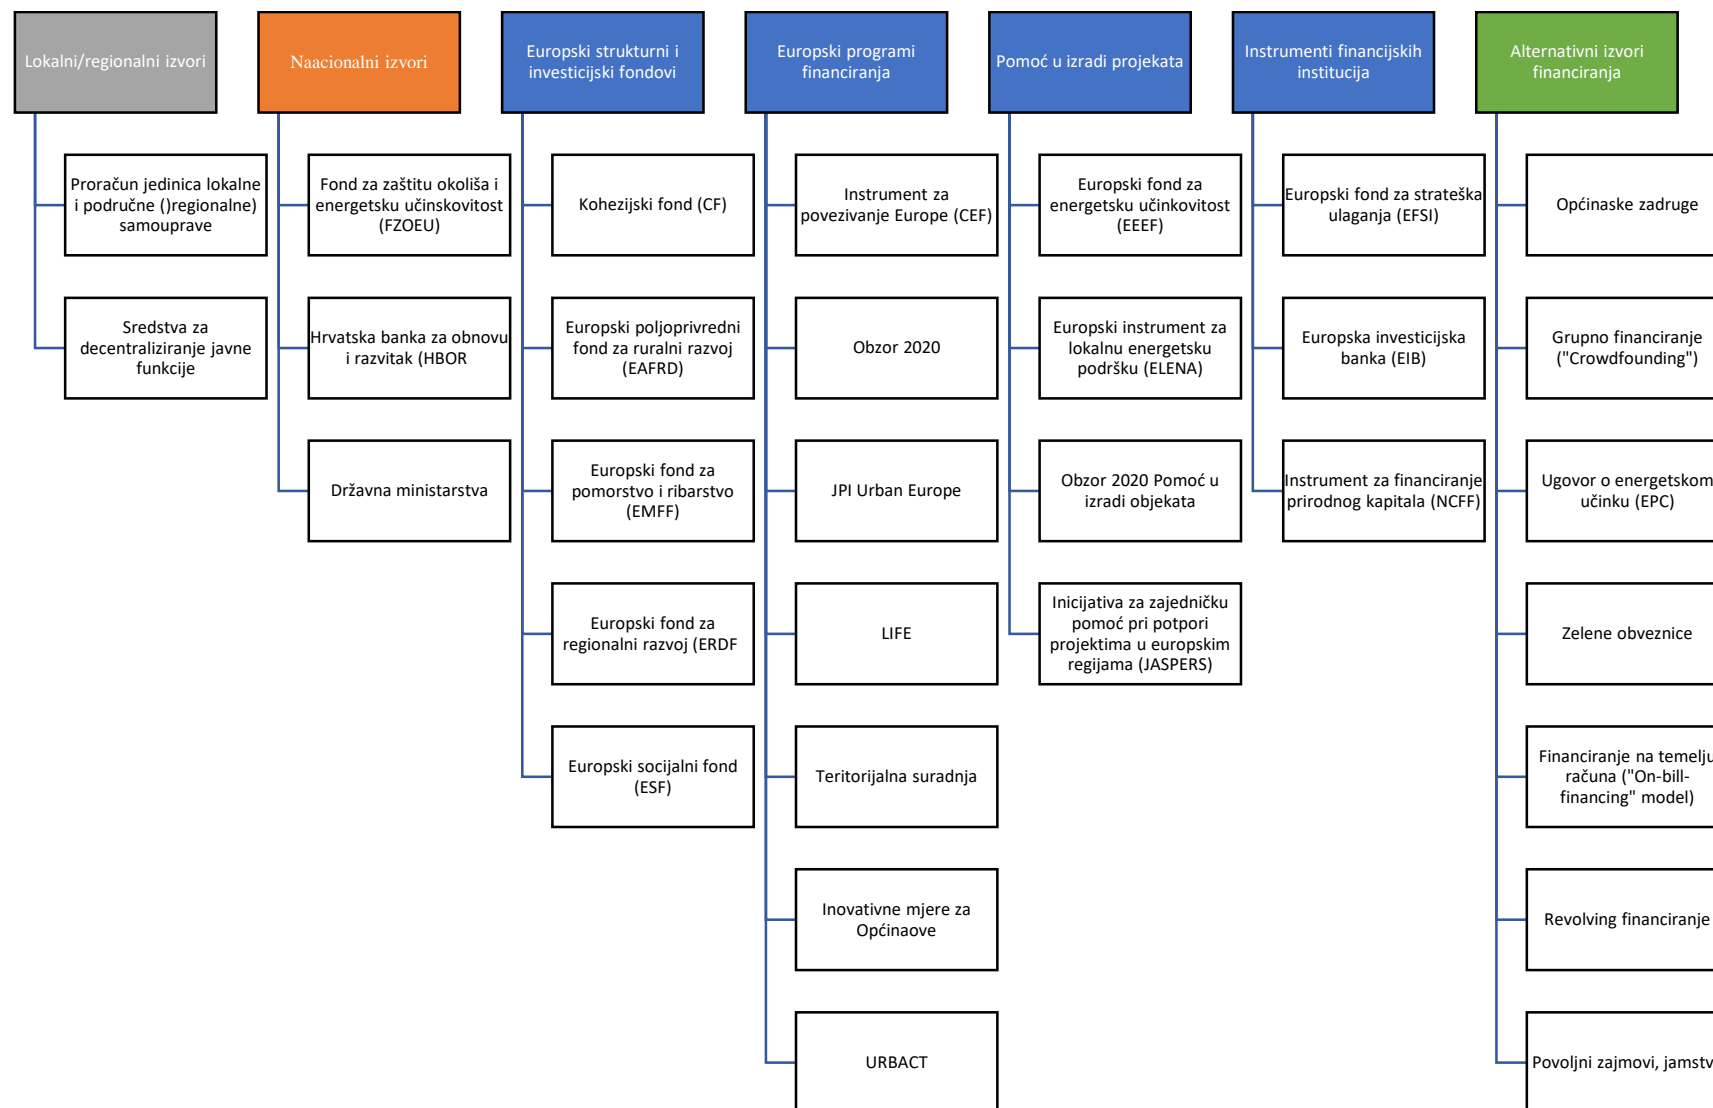 Lokalni/regionalni izvori
Proračun jedinica lokalne
i područne ()regionalne)
samouprave
Sredstva za
decentraliziranje javne
funkcije
Naacionalni izvori
Fond za zaštitu okoliša i
energetsku učinskovitost
(FZOEU)
Hrvatska banka za obnovu
i razvitak (HBOR
Državna ministarstva
Europski strukturni i
investicijski fondovi
Kohezijski fond (CF)
Europski poljoprivredni
fond za ruralni razvoj
(EAFRD)
Europski fond za
pomorstvo i ribarstvo
(EMFF)
Europski fond za
regionalni razvoj (ERDF
Europski socijalni fond
(ESF)
Europski programi
financiranja
Instrument za
povezivanje Europe (CEF)
Obzor 2020
JPI Urban Europe
LIFE
Teritorijalna suradnja
Inovativne mjere za
Općinaove
URBACT
Pomoć u izradi projekata
Europski fond za
energetsku učinkovitost
(EEEF)
Europski instrument za
lokalnu energetsku
podršku (ELENA)
Obzor 2020 Pomoć u
izradi objekata
Inicijativa za zajedničku
pomoć pri potpori
projektima u europskim
regijama (JASPERS)
Instrumenti financijskih
institucija
Europski fond za strateška
ulaganja (EFSI)
Europska investicijska
banka (EIB)
Instrument za financiranje
prirodnog kapitala (NCFF)
Alternativni izvori
financiranja
Općinaske zadruge
Grupno financiranje
("Crowdfounding")
Ugovor o energetskom
učinku (EPC)
Zelene obveznice
Financiranje na temelju
računa ("On-bill-
financing" model)
Revolving financiranje
Povoljni zajmovi, jamstv